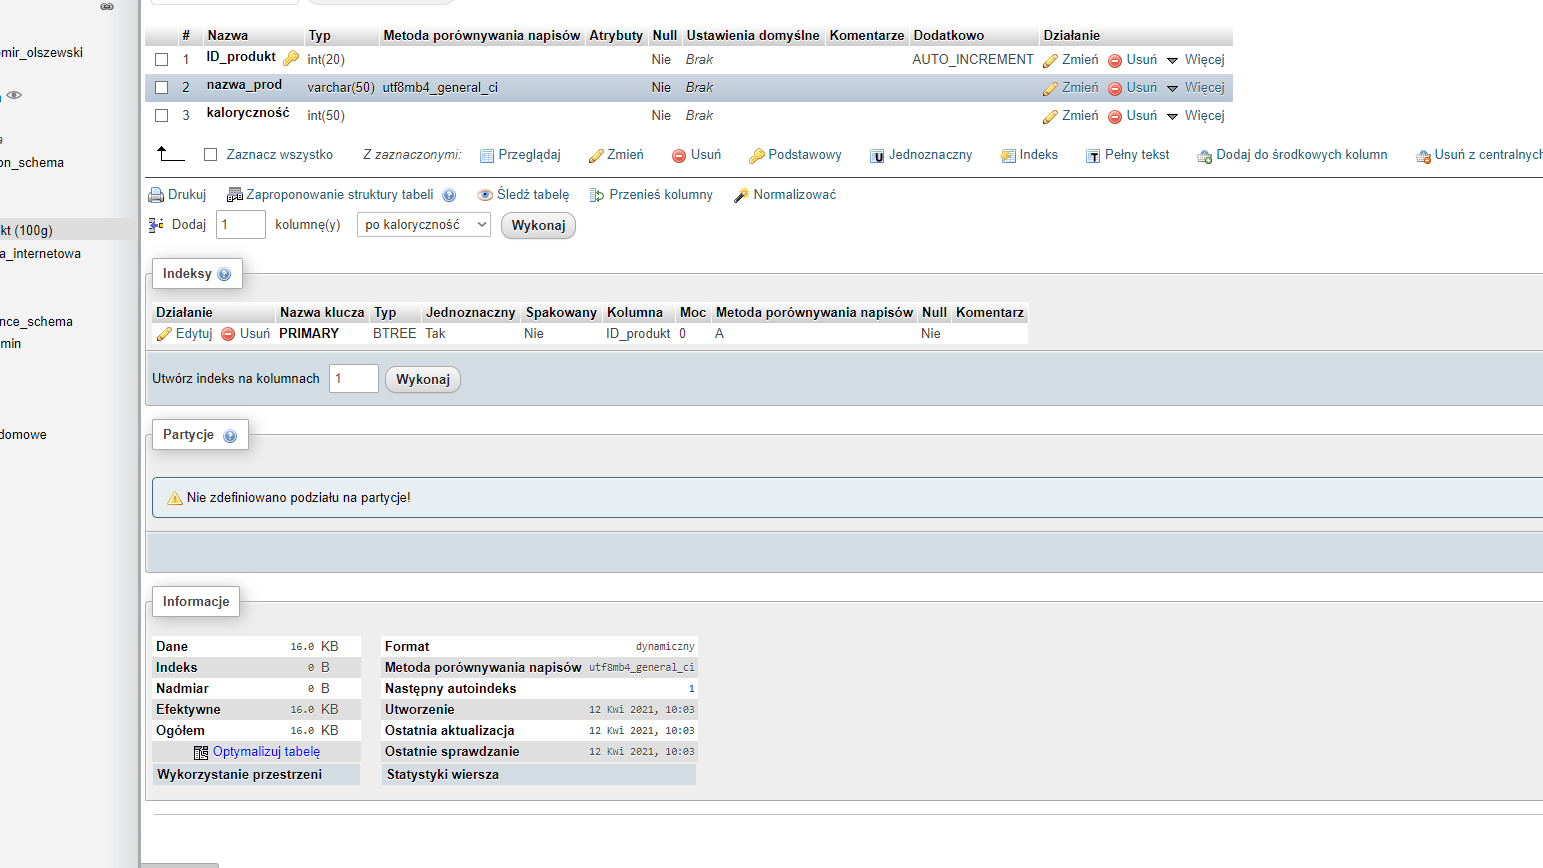 omir_olszewski
on_schema
kt (100g)
a_internetowa
nce_schema
min
domowe
# Nazwa Typ Metoda porównywania napisów Atrybuty Null Ustawienia domyślne Komentarze Dodatkowo Działanie
1 ID_produkt int(20) Nie Brak AUTO_INCREMENT Zmień Usuń Więcej
2 nazwa_prod varchar(50) utf8mb4_general_ci Nie Brak Zmień Usuń Więcej
3 kaloryczność int(50) Nie Brak Zmień Usuń Więcej
Zaznacz wszystko Z zaznaczonymi: Przeglądaj Zmień Usuń Podstawowy Jednoznaczny Indeks Pełny tekst Dodaj do środkowych kolumn Usuń z centralnych
Drukuj Zaproponowanie struktury tabeli Śledź tabelę Przenieś kolumny Normalizować
Dodaj 1 kolumnę(y) po kaloryczność Wykonaj
Indeksy
Działanie Nazwa klucza Typ Jednoznaczny Spakowany Kolumna Moc Metoda porównywania napisów Null Komentarz
Edytuj Usuń PRIMARY BTREE Tak Nie ID_produkt 0 A Nie
Utwórz indeks na kolumnach 1 Wykonaj
Partycje
Nie zdefiniowano podziału na partycje!
Informacje
Dane 16.0 KB
Indeks 0 B
Nadmiar 0 B
Efektywne 16.0 KB
Ogółem 16.0 KB
Optymalizuj tabelę
Wykorzystanie przestrzeni
Format dynamiczny
Metoda porównywania napisów utf8mb4_general_ci
Następny autoindeks 1
Utworzenie 12 Kwi 2021, 10:03
Ostatnia aktualizacja 12 Kwi 2021, 10:03
Ostatnie sprawdzanie 12 Kwi 2021, 10:03
Statystyki wiersza